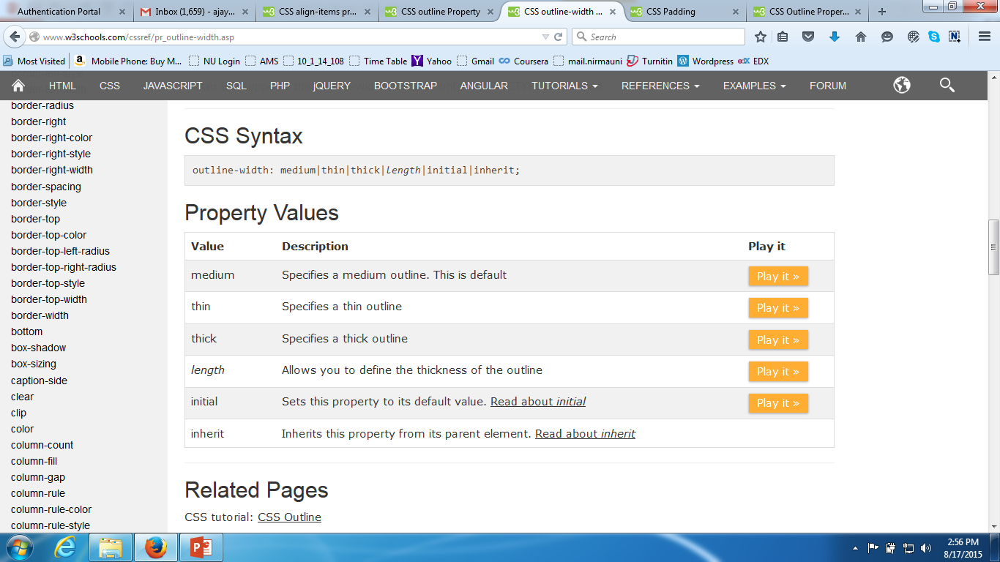 Authentication Portal
Inbox (1,659) - ajay...
CSS align-items pr...
CSS outline Property
CSS outline-width ...
CSS Padding
CSS Outline Proper...
www.w3schools.com/cssref/pr_outline-width.asp
Search
Most Visited
Mobile Phone: Buy M...
NU Login
AMS
10_1_14_108
Time Table
Yahoo
Gmail
Coursera
mail.nirmauni
Turnitin
Wordpress
EDX
HTML CSS JAVASCRIPT SQL PHP jQUERY BOOTSTRAP ANGULAR TUTORIALS REFERENCES EXAMPLES FORUM
border-radius
border-right
border-right-color
border-right-style
border-right-width
border-spacing
border-style
border-top
border-top-color
border-top-left-radius
border-top-right-radius
border-top-style
border-top-width
border-width
bottom
box-shadow
box-sizing
caption-side
clear
clip
color
column-count
column-fill
column-gap
column-rule
column-rule-color
column-rule-style
CSS Syntax
outline-width: medium|thin|thick|length|initial|inherit;
Property Values
Value Description Play it
medium Specifies a medium outline. This is default Play it »
thin Specifies a thin outline Play it »
thick Specifies a thick outline Play it »
length Allows you to define the thickness of the outline Play it »
initial Sets this property to its default value. Read about initial Play it »
inherit Inherits this property from its parent element. Read about inherit
Related Pages
CSS tutorial: CSS Outline
2:56 PM
8/17/2015